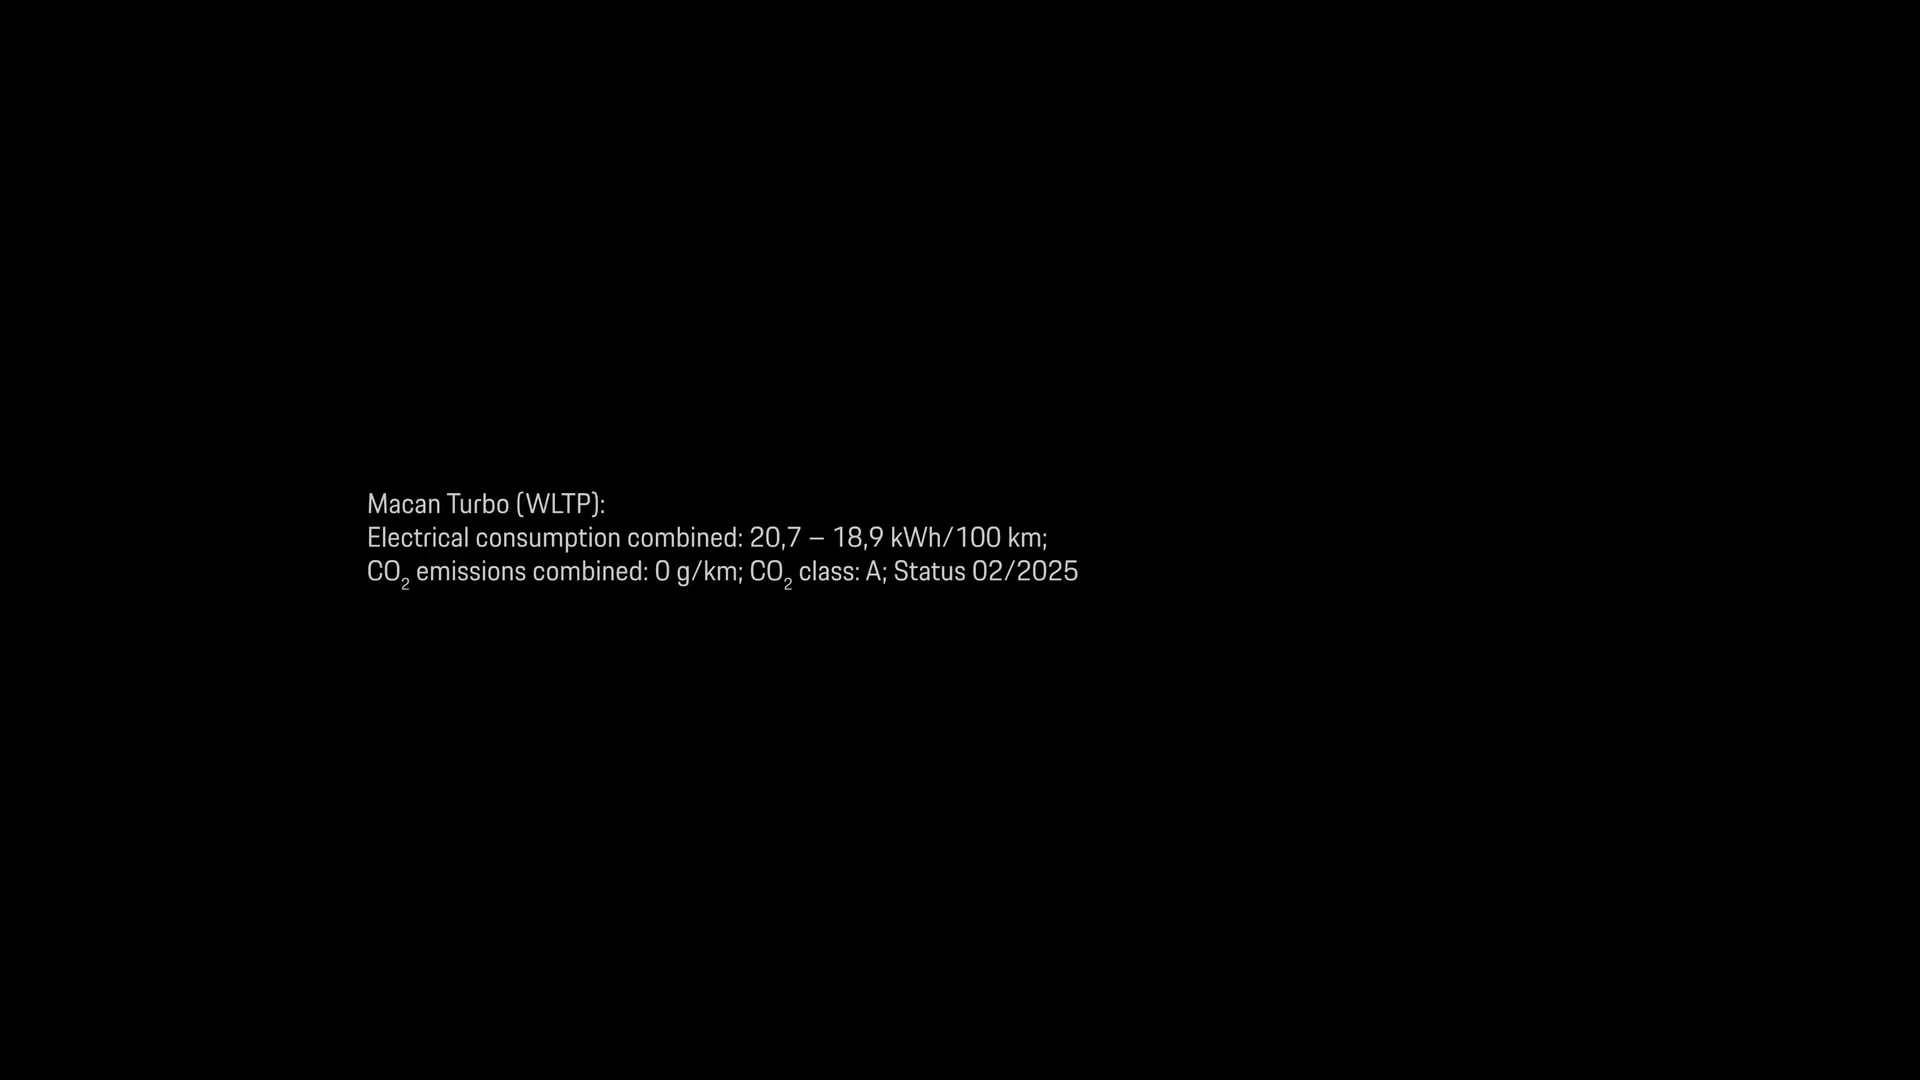 Macan Turbo (WLTP):
Electrical consumption combined: 20,7 – 18,9 kWh/100 km;
CO₂ emissions combined: 0 g/km; CO₂ class: A; Status 02/2025